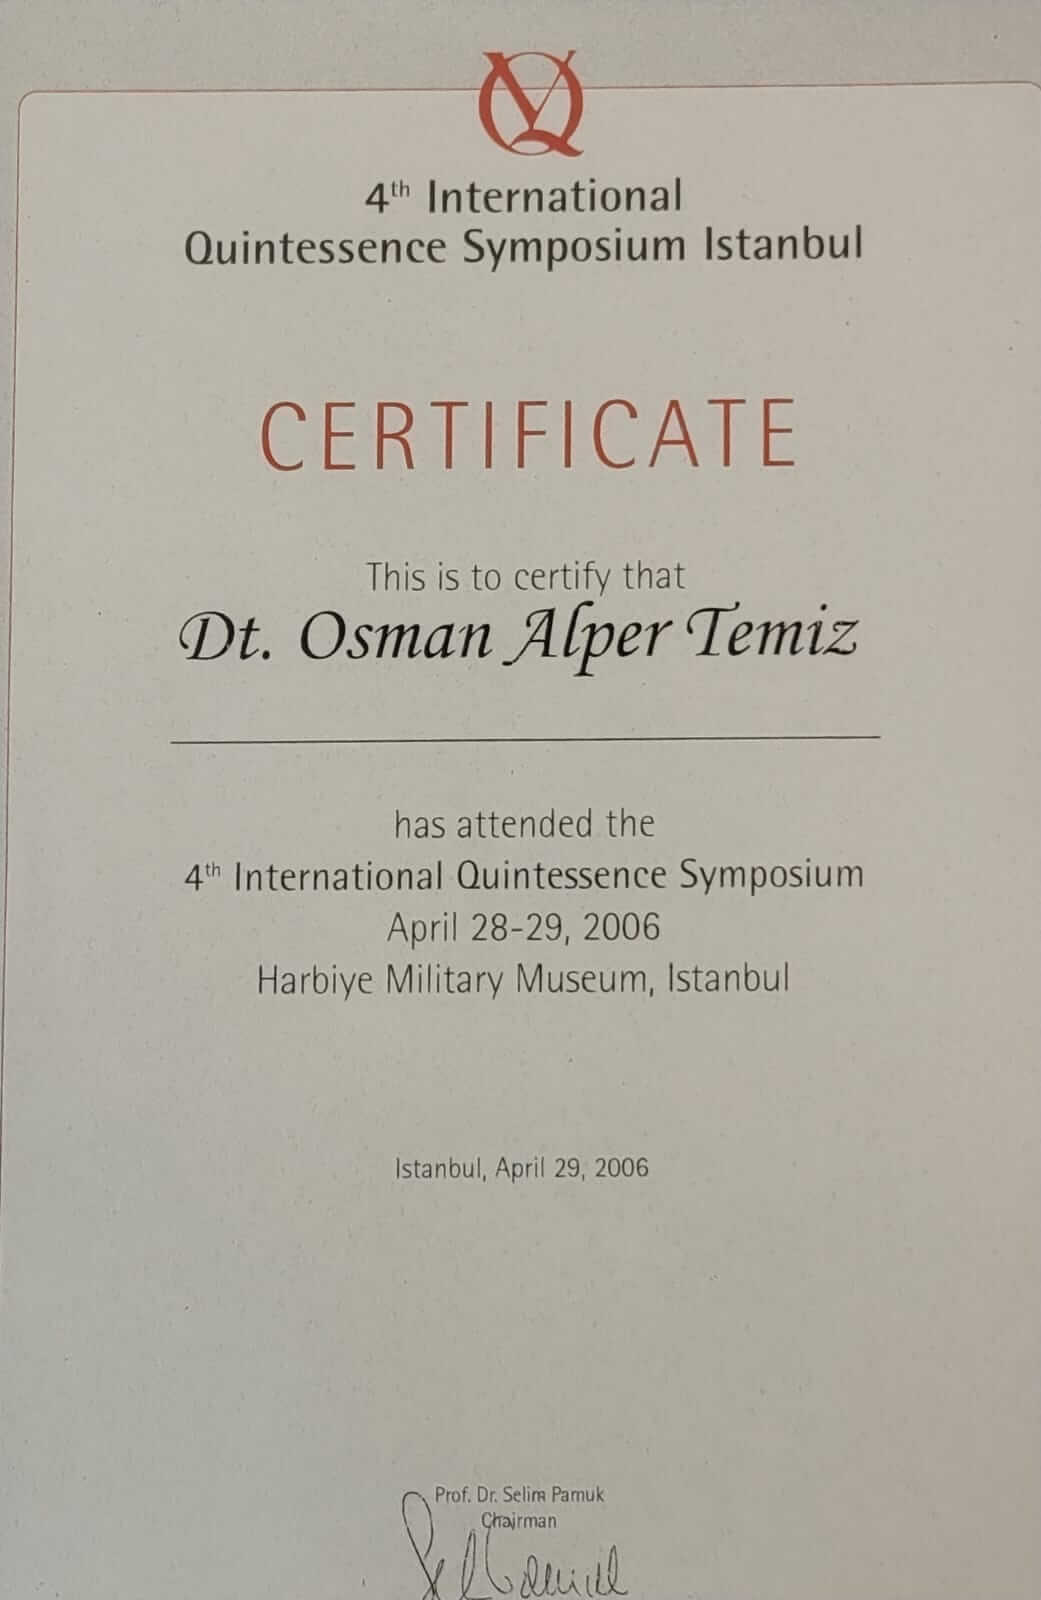 4th International
Quintessence Symposium Istanbul
CERTIFICATE
This is to certify that
Dt. Osman Alper Temiz
has attended the
4th International Quintessence Symposium
April 28-29, 2006
Harbiye Military Museum, Istanbul
Istanbul, April 29, 2006
Prof. Dr. Selim Pamuk
Chairman